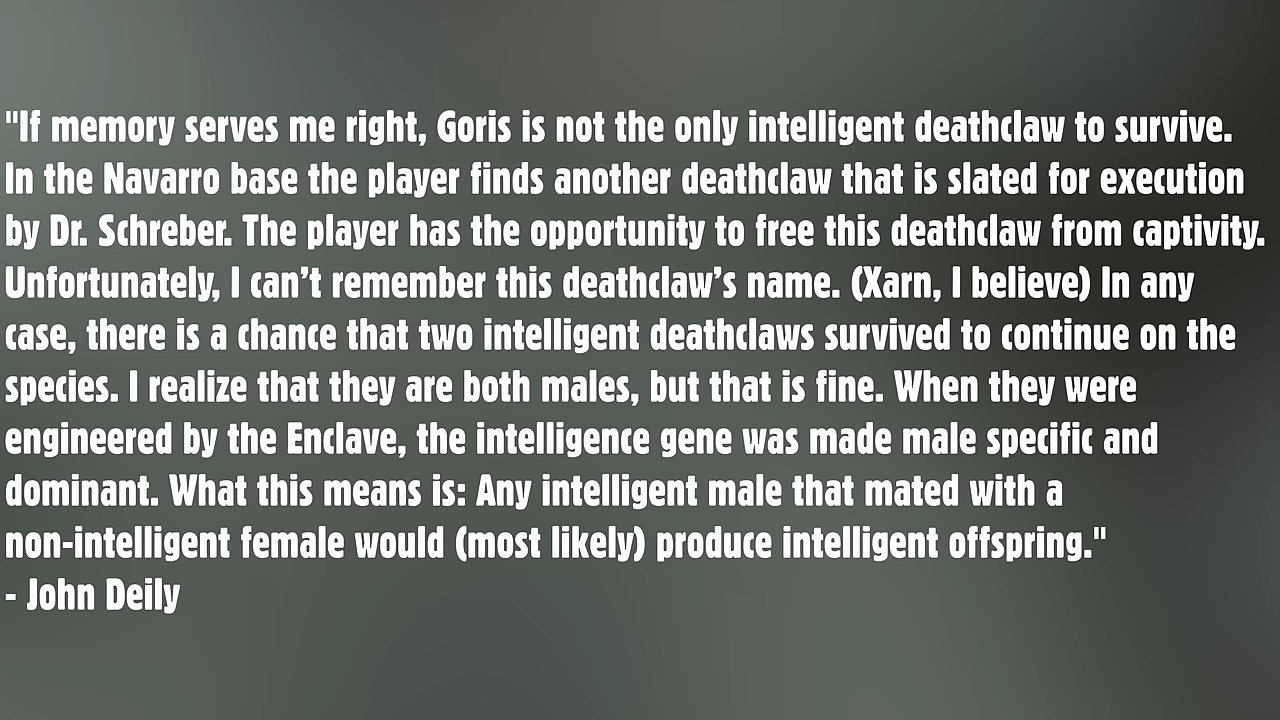 "If memory serves me right, Goris is not the only intelligent deathclaw to survive.
In the Navarro base the player finds another deathclaw that is slated for execution
by Dr. Schreber. The player has the opportunity to free this deathclaw from captivity.
Unfortunately, I can’t remember this deathclaw’s name. (Xarn, I believe) In any
case, there is a chance that two intelligent deathclaws survived to continue on the
species. I realize that they are both males, but that is fine. When they were
engineered by the Enclave, the intelligence gene was made male specific and
dominant. What this means is: Any intelligent male that mated with a
non-intelligent female would (most likely) produce intelligent offspring."
- John Deily